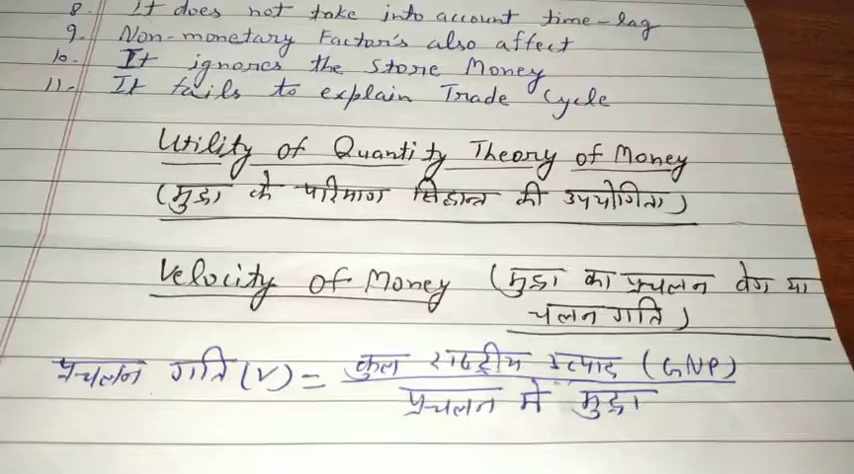 8. It does not take into account time-lag
9. Non-monetary Factor's also affect
10. It ignores the Store Money
11. It fails to explain Trade Cycle
Utility of Quantity Theory of Money
(मुद्रा के परिमाण सिद्धान्त की उपयोगिता)
Velocity of Money (मुद्रा का प्रचलन वेग या
चलन गति)
प्रचलन गति (V) = कुल राष्ट्रीय उत्पाद (GNP)
प्रचलन में मुद्रा